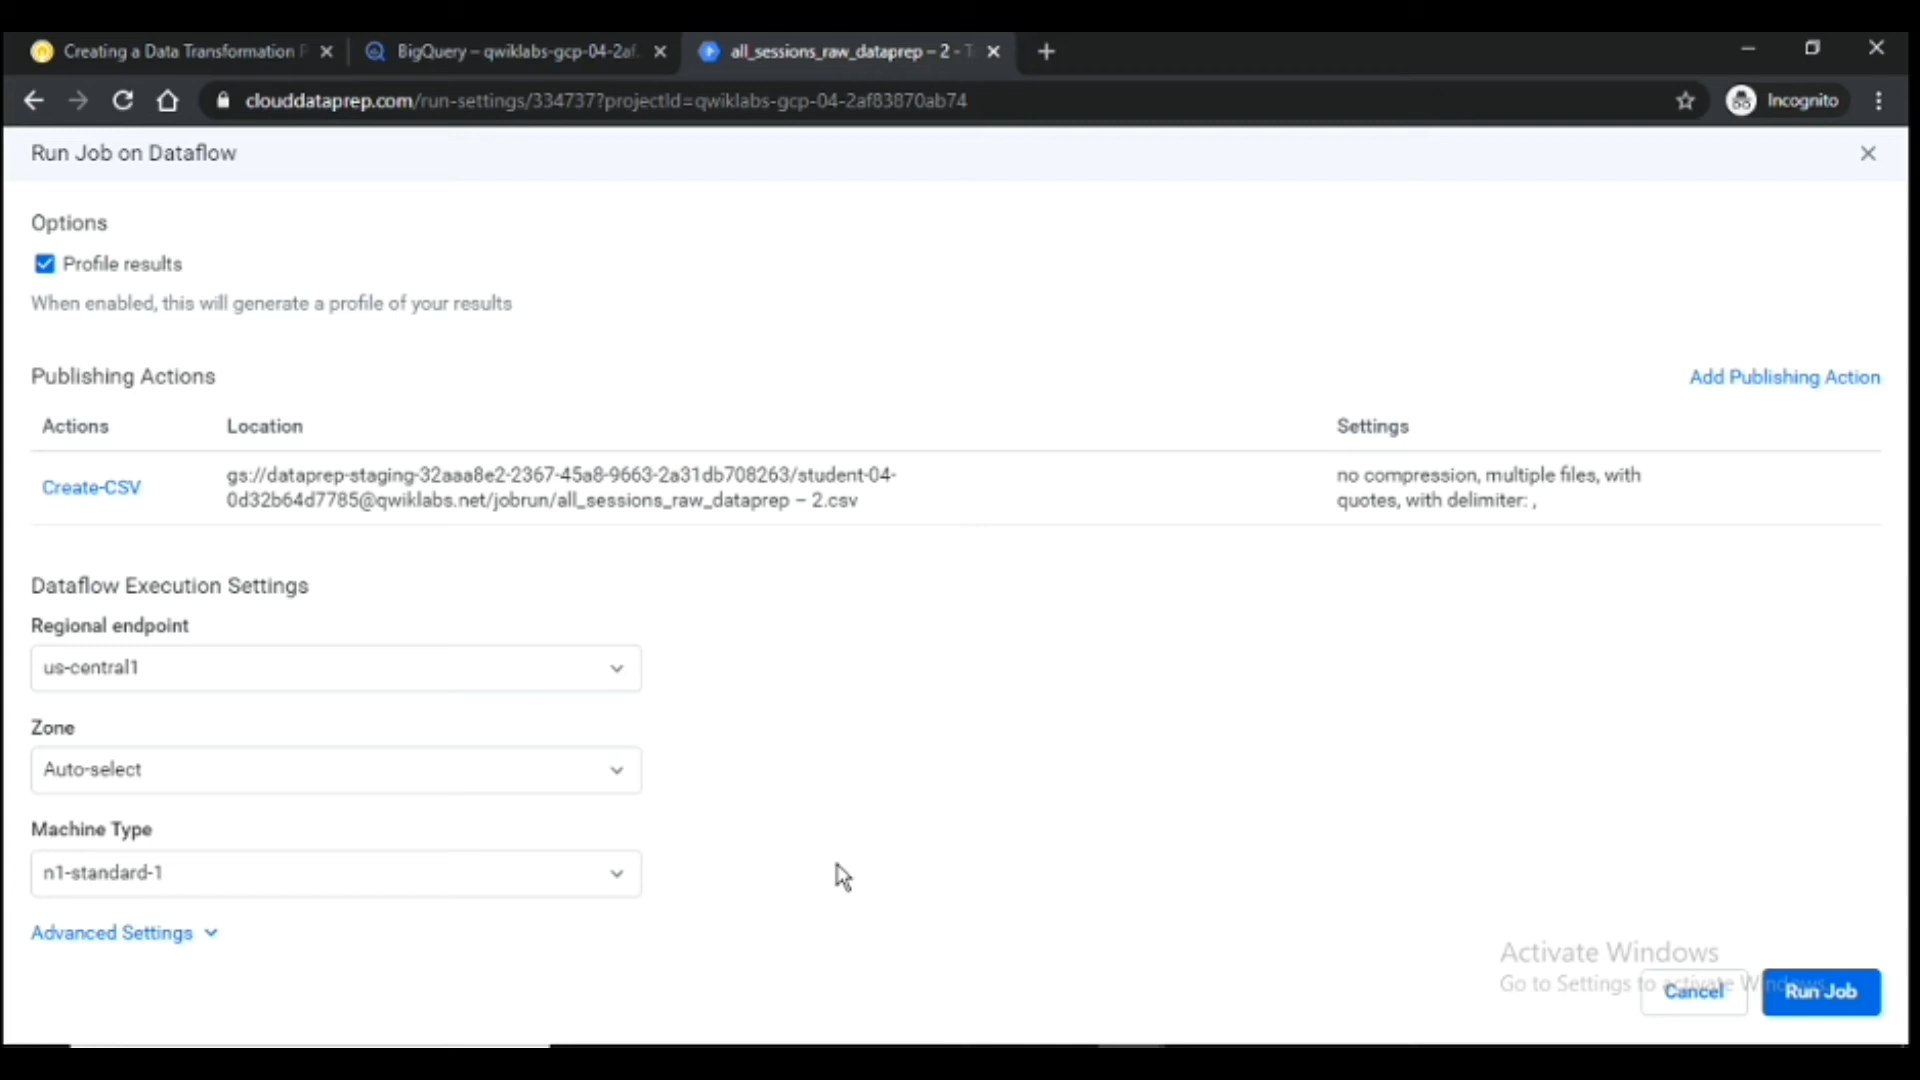 Creating a Data Transformation P
BigQuery – qwiklabs-gcp-04-2af.
all_sessions_raw_dataprep – 2 - T
clouddataprep.com/run-settings/334737?projectId=qwiklabs-gcp-04-2af83870ab74
Incognito
Run Job on Dataflow
Options
Profile results
When enabled, this will generate a profile of your results
Publishing Actions
Add Publishing Action
Actions Location Settings
Create-CSV
gs://dataprep-staging-32aaa8e2-2367-45a8-9663-2a31db708263/student-04-
0d32b64d7785@qwiklabs.net/jobrun/all_sessions_raw_dataprep – 2.csv
no compression, multiple files, with
quotes, with delimiter: ,
Dataflow Execution Settings
Regional endpoint
us-central1
Zone
Auto-select
Machine Type
n1-standard-1
Advanced Settings
Activate Windows
Go to Settings to activate Windows.
Cancel
Run Job